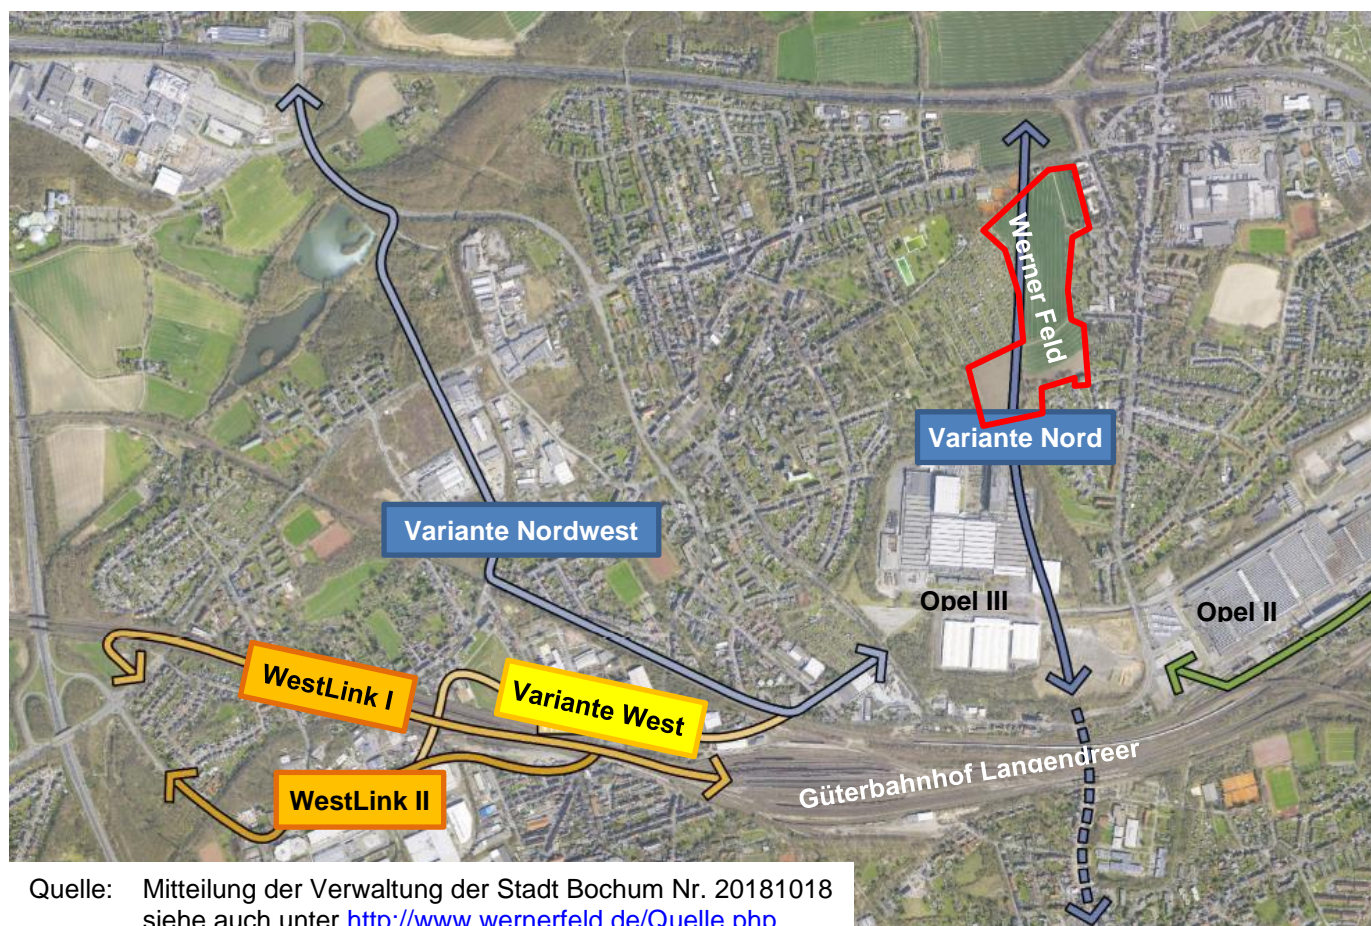 Werner Feld
Variante Nord
Variante Nordwest
Opel III
Opel II
WestLink I
Variante West
WestLink II
Güterbahnhof Langendreer
Quelle: Mitteilung der Verwaltung der Stadt Bochum Nr. 20181018
siehe auch unter http://www.wernerfeld.de/Quelle.php